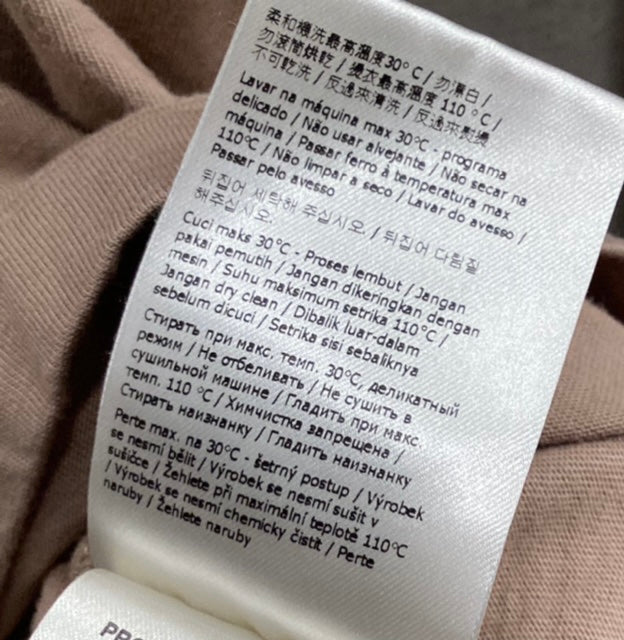 柔和機洗最高溫度30°C / 勿漂白 /
勿滾筒烘乾 / 燙衣最高溫度 110 °C /
不可乾洗 / 反過來清洗 / 反過來熨燙
Lavar na máquina max 30°C - programa
delicado / Não usar alvejante / Não secar na
máquina / Passar ferro à temperatura max
110°C / Não limpar à seco / Lavar do avesso /
Passar pelo avesso
뒤집어 세탁해 주십시오. / 뒤집어 다림질
해주십시오.
Cuci maks 30°C - Proses lembut / Jangan
pakai pemutih / Jangan dikeringkan dengan
mesin / Suhu maksimum setrika 110°C /
Jangan dry clean / Dibalik luar-dalam
sebelum dicuci / Setrika sisi sebaliknya
Стирать при макс. темп. 30°C, деликатный
режим / Не отбеливать / Не сушить в
сушильной машине / Гладить при макс.
темп. 110 °C / Химчистка запрещена /
Стирать наизнанку / Гладить наизнанку
Perte max. na 30°C - šetrný postup / Výrobek
se nesmí bělit / Výrobek se nesmí sušit v
sušičce / Žehlete při maximální teplotě 110°C
/ Výrobek se nesmí chemicky čistit / Perte
naruby / Žehlete naruby